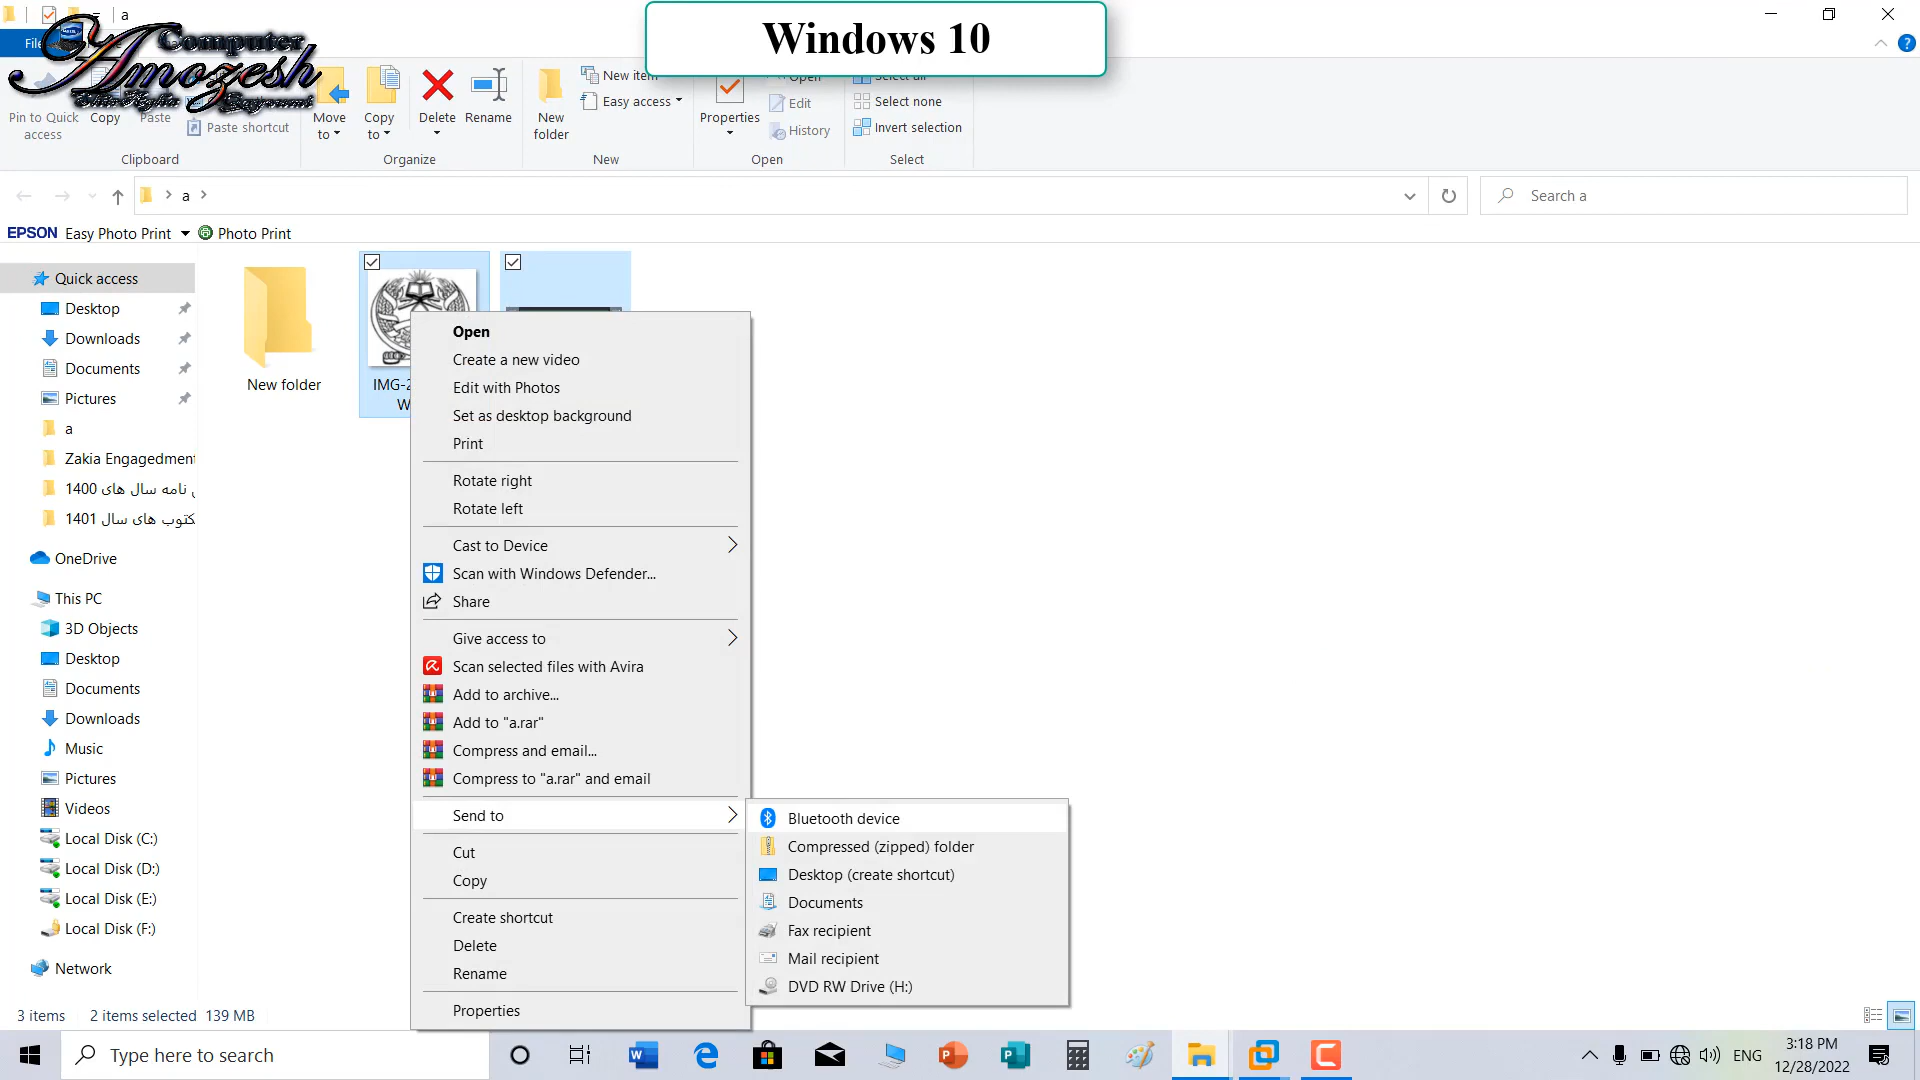 a
Windows 10
File
Computer
Amozesh
Pin to Quick
access
Copy
Paste
Paste shortcut
Clipboard
Move
to
Copy
to
Delete
Rename
Organize
New
folder
New item
Easy access
New
Properties
Open
Edit
History
Open
Select all
Select none
Invert selection
Select
a
Search a
EPSON Easy Photo Print
Photo Print
Quick access
Desktop
Downloads
Documents
Pictures
a
Zakia Engagedment
نامه سال های 1400
کتوب های سال 1401
OneDrive
This PC
3D Objects
Desktop
Documents
Downloads
Music
Pictures
Videos
Local Disk (C:)
Local Disk (D:)
Local Disk (E:)
Local Disk (F:)
Network
New folder
IMG-2
W
Open
Create a new video
Edit with Photos
Set as desktop background
Print
Rotate right
Rotate left
Cast to Device
Scan with Windows Defender...
Share
Give access to
Scan selected files with Avira
Add to archive...
Add to "a.rar"
Compress and email...
Compress to "a.rar" and email
Send to
Cut
Copy
Create shortcut
Delete
Rename
Properties
Bluetooth device
Compressed (zipped) folder
Desktop (create shortcut)
Documents
Fax recipient
Mail recipient
DVD RW Drive (H:)
3 items
2 items selected 139 MB
Type here to search
ENG
3:18 PM
12/28/2022